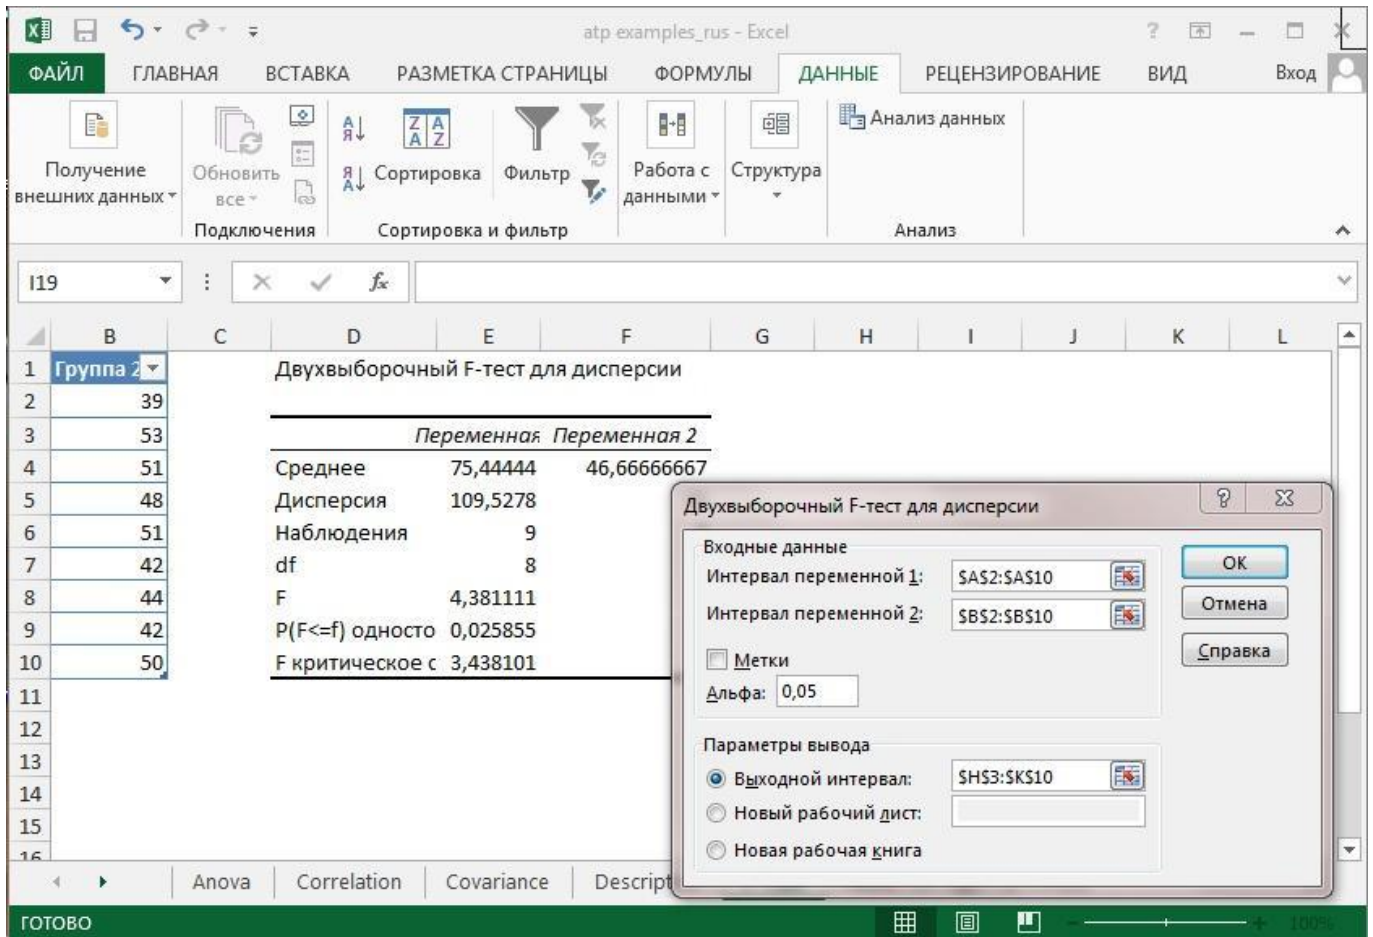 atp examples_rus - Excel
ФАЙЛ ГЛАВНАЯ ВСТАВКА РАЗМЕТКА СТРАНИЦЫ ФОРМУЛЫ ДАННЫЕ РЕЦЕНЗИРОВАНИЕ ВИД Вход
Получение внешних данных
Обновить все
Подключения
Сортировка
Фильтр
Сортировка и фильтр
Работа с данными
Структура
Анализ данных
Анализ
I19 fx
B C D E F G H I J K L
1 Группа 2 Двухвыборочный F-тест для дисперсии
2 39
3 53 Переменная Переменная 2
4 51 Среднее 75,44444 46,66666667
5 48 Дисперсия 109,5278
6 51 Наблюдения 9
7 42 df 8
8 44 F 4,381111
9 42 P(F<=f) односто 0,025855
10 50 F критическое с 3,438101
11
12
13
14
15
16
Двухвыборочный F-тест для дисперсии
Входные данные
Интервал переменной 1: $A$2:$A$10
Интервал переменной 2: $B$2:$B$10
Метки
Альфа: 0,05
Параметры вывода
Выходной интервал: $H$3:$K$10
Новый рабочий лист:
Новая рабочая книга
OK
Отмена
Справка
Anova Correlation Covariance Descript
ГОТОВО 100%